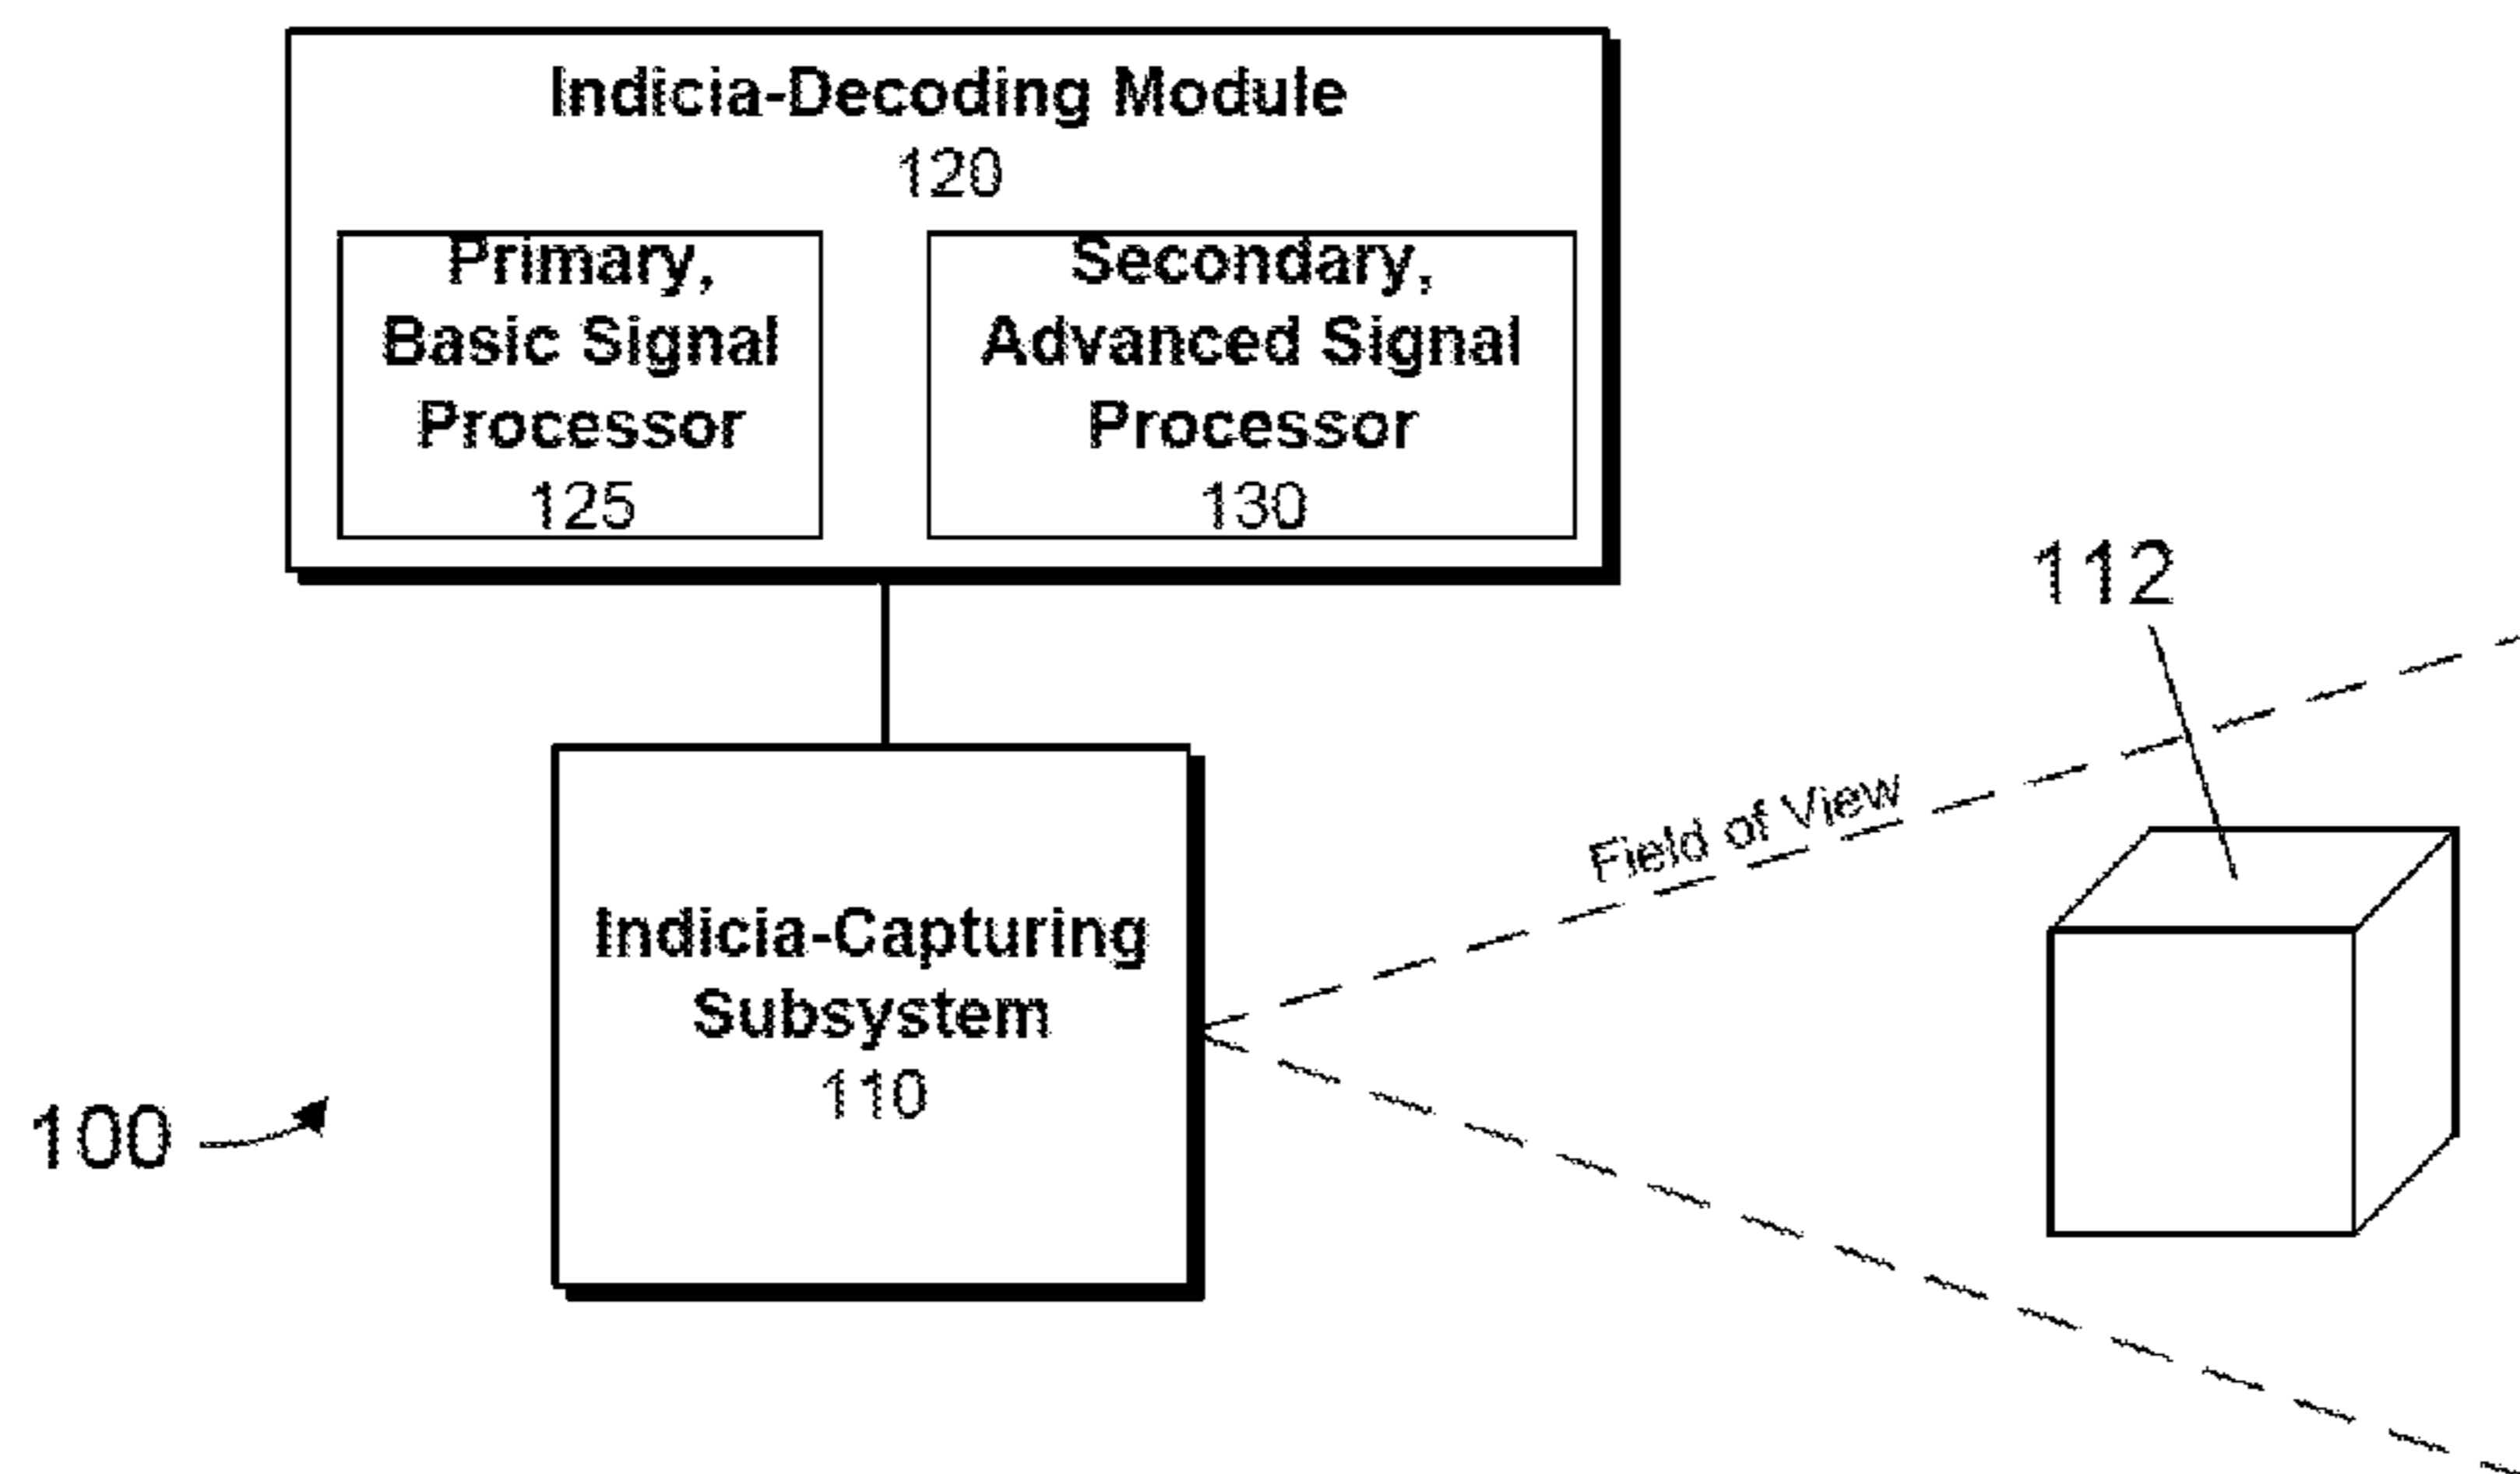 Indicia-Decoding Module
120
Primary,
Basic Signal
Processor
125
Secondary,
Advanced Signal
Processor
130
112
Field of View
Indicia-Capturing
Subsystem
110
100